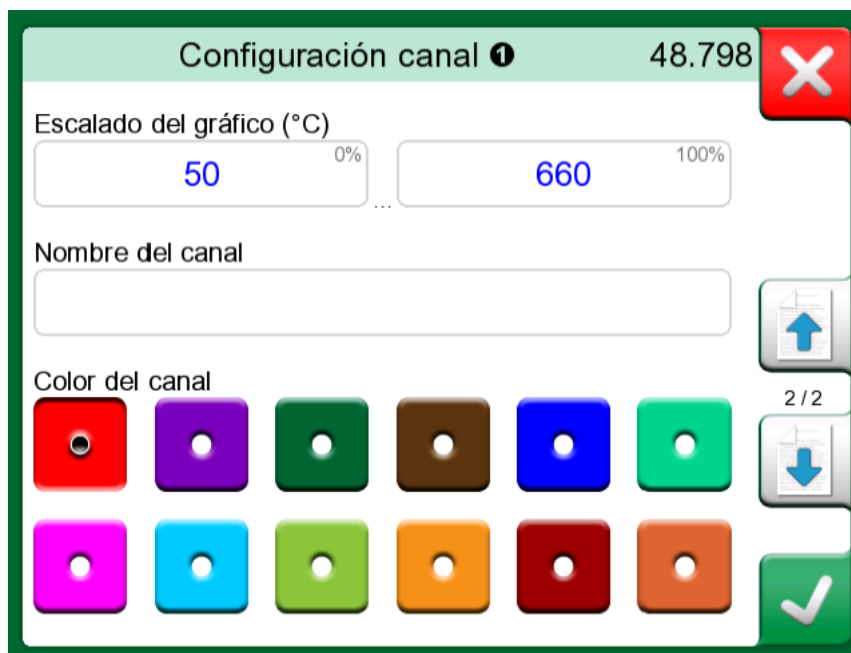 Configuración canal ❶ 48.798
Escalado del gráfico (°C)
50 0% ... 660 100%
Nombre del canal
Color del canal
2 / 2